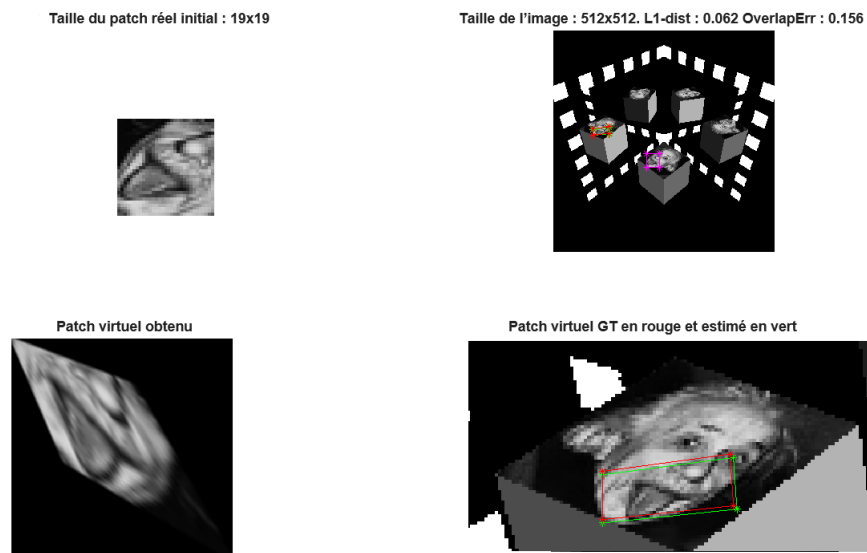 Taille du patch réel initial : 19x19
Taille de l'image : 512x512. L1-dist : 0.062 OverlapErr : 0.156
Patch virtuel obtenu
Patch virtuel GT en rouge et estimé en vert